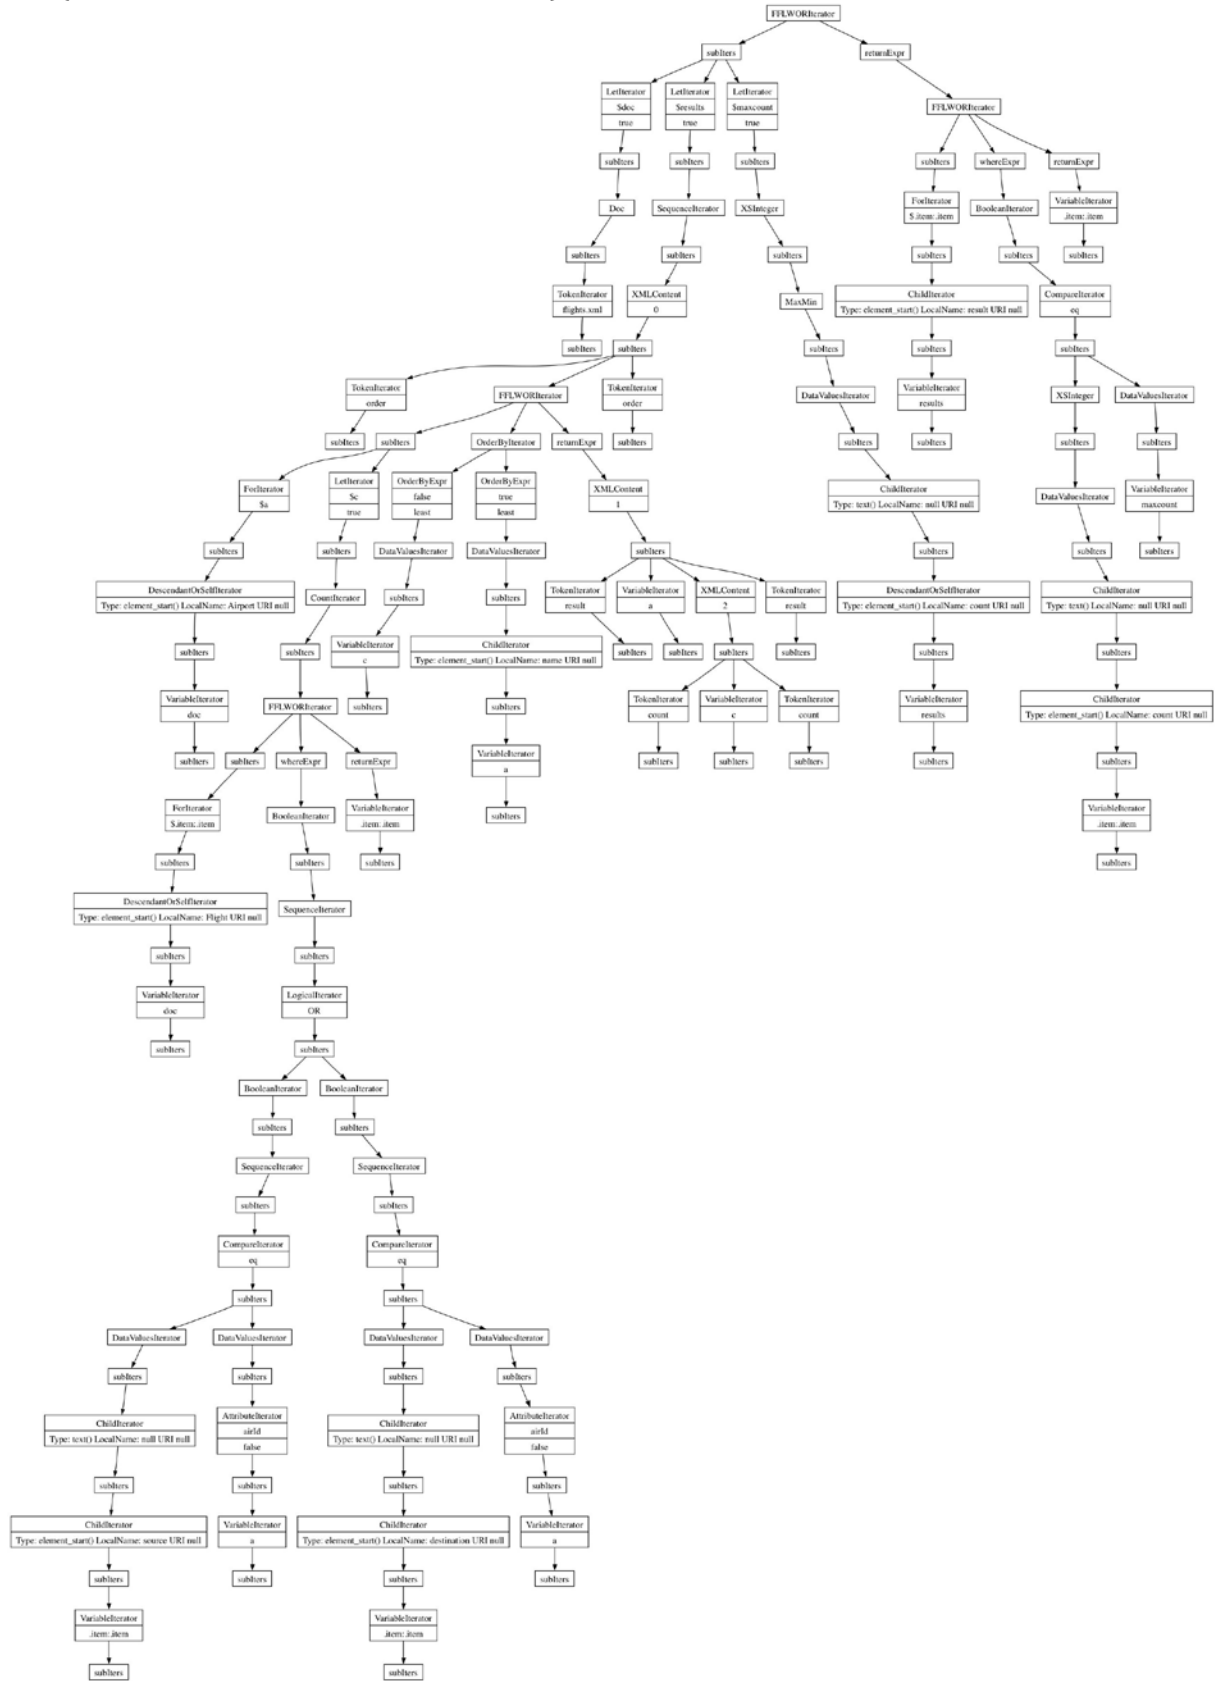 FFLWORIterator
subIters returnExpr
LetIterator LetIterator LetIterator
$doc $results $maxcount FFLWORIterator
true true true
subIters subIters subIters subIters whereExpr returnExpr
Doc SequenceIterator XSInteger ForIterator BooleanIterator VariableIterator
$.item:.item .item:.item
subIters subIters subIters subIters subIters subIters
TokenIterator XMLContent MaxMin ChildIterator CompareIterator
flights.xml 0 Type: element_start() LocalName: result URI null eq
subIters subIters subIters subIters subIters
TokenIterator FFLWORIterator TokenIterator DataValuesIterator VariableIterator XSInteger DataValuesIterator
order order results
subIters subIters OrderByIterator returnExpr subIters subIters subIters subIters subIters
ForIterator LetIterator OrderByExpr OrderByExpr XMLContent ChildIterator DataValuesIterator VariableIterator
$a $c false true 1 Type: text() LocalName: null URI null maxcount
true least least
subIters subIters DataValuesIterator DataValuesIterator subIters subIters subIters subIters
DescendantOrSelfIterator CountIterator subIters subIters TokenIterator VariableIterator XMLContent TokenIterator DescendantOrSelfIterator ChildIterator
Type: element_start() LocalName: Airport URI null result a 2 result Type: element_start() LocalName: count URI null Type: text() LocalName: null URI null
subIters subIters VariableIterator ChildIterator subIters subIters subIters subIters subIters subIters
c Type: element_start() LocalName: name URI null
VariableIterator FFLWORIterator subIters subIters TokenIterator VariableIterator TokenIterator VariableIterator ChildIterator
doc count c count results Type: element_start() LocalName: count URI null
subIters subIters whereExpr returnExpr VariableIterator subIters subIters subIters subIters subIters
a
ForIterator BooleanIterator VariableIterator subIters VariableIterator
$.item:.item .item:.item .item:.item
subIters subIters subIters subIters
DescendantOrSelfIterator SequenceIterator
Type: element_start() LocalName: Flight URI null
subIters subIters
VariableIterator LogicalIterator
doc OR
subIters subIters
BooleanIterator BooleanIterator
subIters subIters
SequenceIterator SequenceIterator
subIters subIters
CompareIterator CompareIterator
eq eq
subIters subIters
DataValuesIterator DataValuesIterator DataValuesIterator DataValuesIterator
subIters subIters subIters subIters
ChildIterator AttributeIterator ChildIterator AttributeIterator
Type: text() LocalName: null URI null airId Type: text() LocalName: null URI null airId
false false
subIters subIters subIters subIters
ChildIterator VariableIterator ChildIterator VariableIterator
Type: element_start() LocalName: source URI null a Type: element_start() LocalName: destination URI null a
subIters subIters subIters subIters
VariableIterator VariableIterator
.item:.item .item:.item
subIters subIters